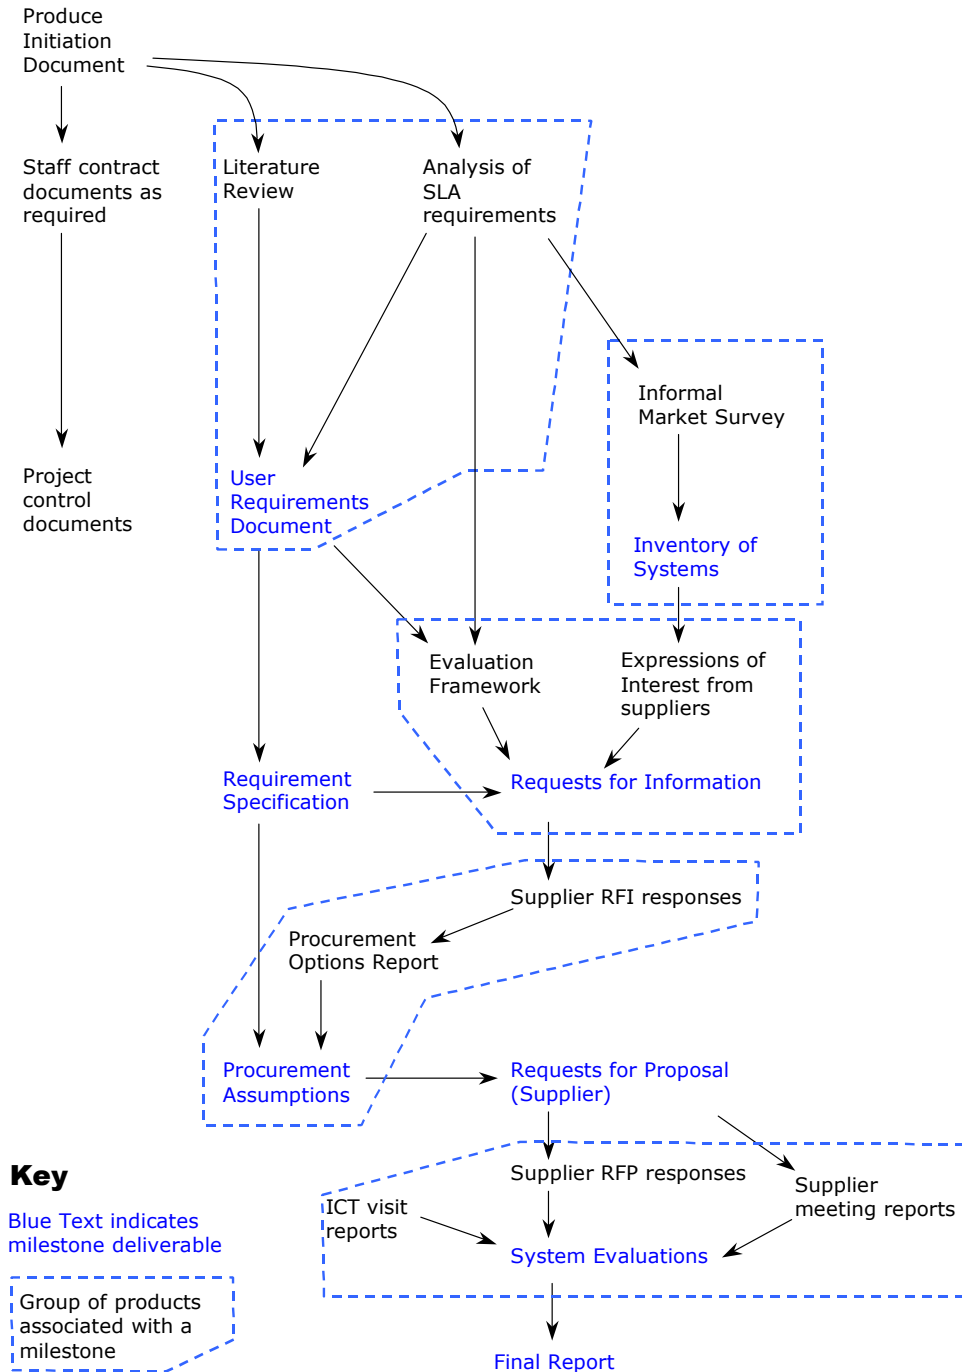 Produce
Initiation
Document
Staff contract
documents as
required
Literature
Review
Analysis of
SLA
requirements
Informal
Market Survey
Project
control
documents
User
Requirements
Document
Inventory of
Systems
Evaluation
Framework
Expressions of
Interest from
suppliers
Requirement
Specification
Requests for Information
Supplier RFI responses
Procurement
Options Report
Procurement
Assumptions
Requests for Proposal
(Supplier)
Supplier RFP responses
Supplier
meeting reports
ICT visit
reports
System Evaluations
Final Report
Key
Blue Text indicates
milestone deliverable
Group of products
associated with a
milestone